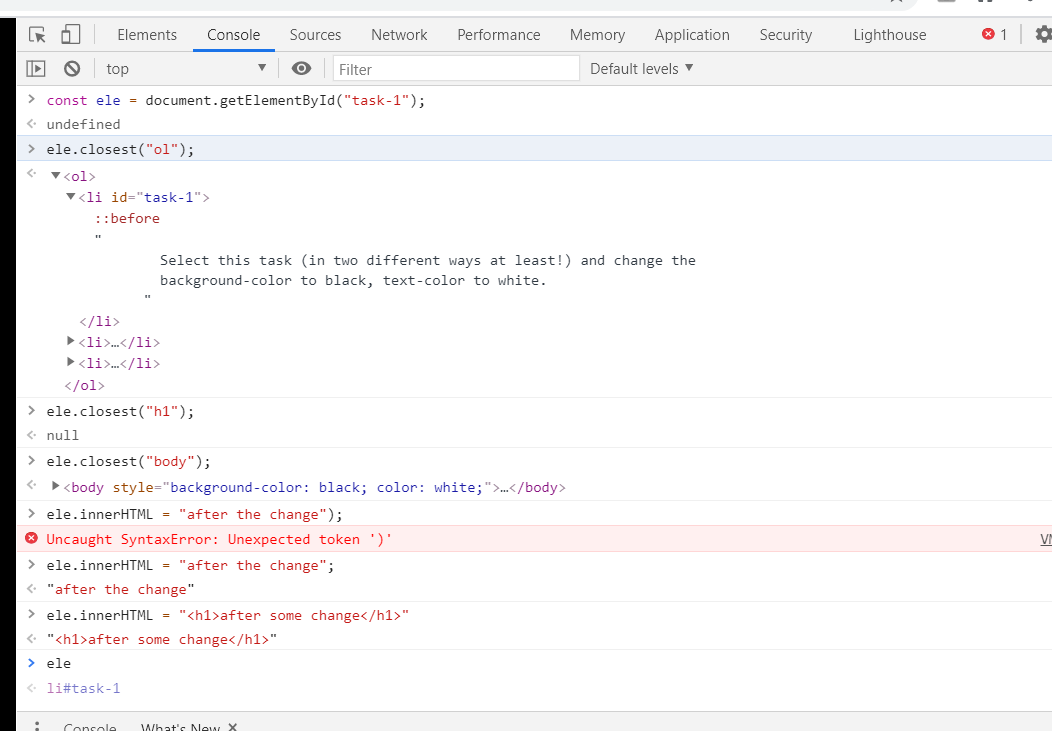 Elements Console Sources Network Performance Memory Application Security Lighthouse 1
top Filter Default levels
const ele = document.getElementById("task-1");
undefined
ele.closest("ol");
<ol>
<li id="task-1">
::before
"
Select this task (in two different ways at least!) and change the
background-color to black, text-color to white.
"
</li>
<li>…</li>
<li>…</li>
</ol>
ele.closest("h1");
null
ele.closest("body");
<body style="background-color: black; color: white;">…</body>
ele.innerHTML = "after the change");
Uncaught SyntaxError: Unexpected token ')'
ele.innerHTML = "after the change";
"after the change"
ele.innerHTML = "<h1>after some change</h1>"
"<h1>after some change</h1>"
ele
li#task-1
Console What's New